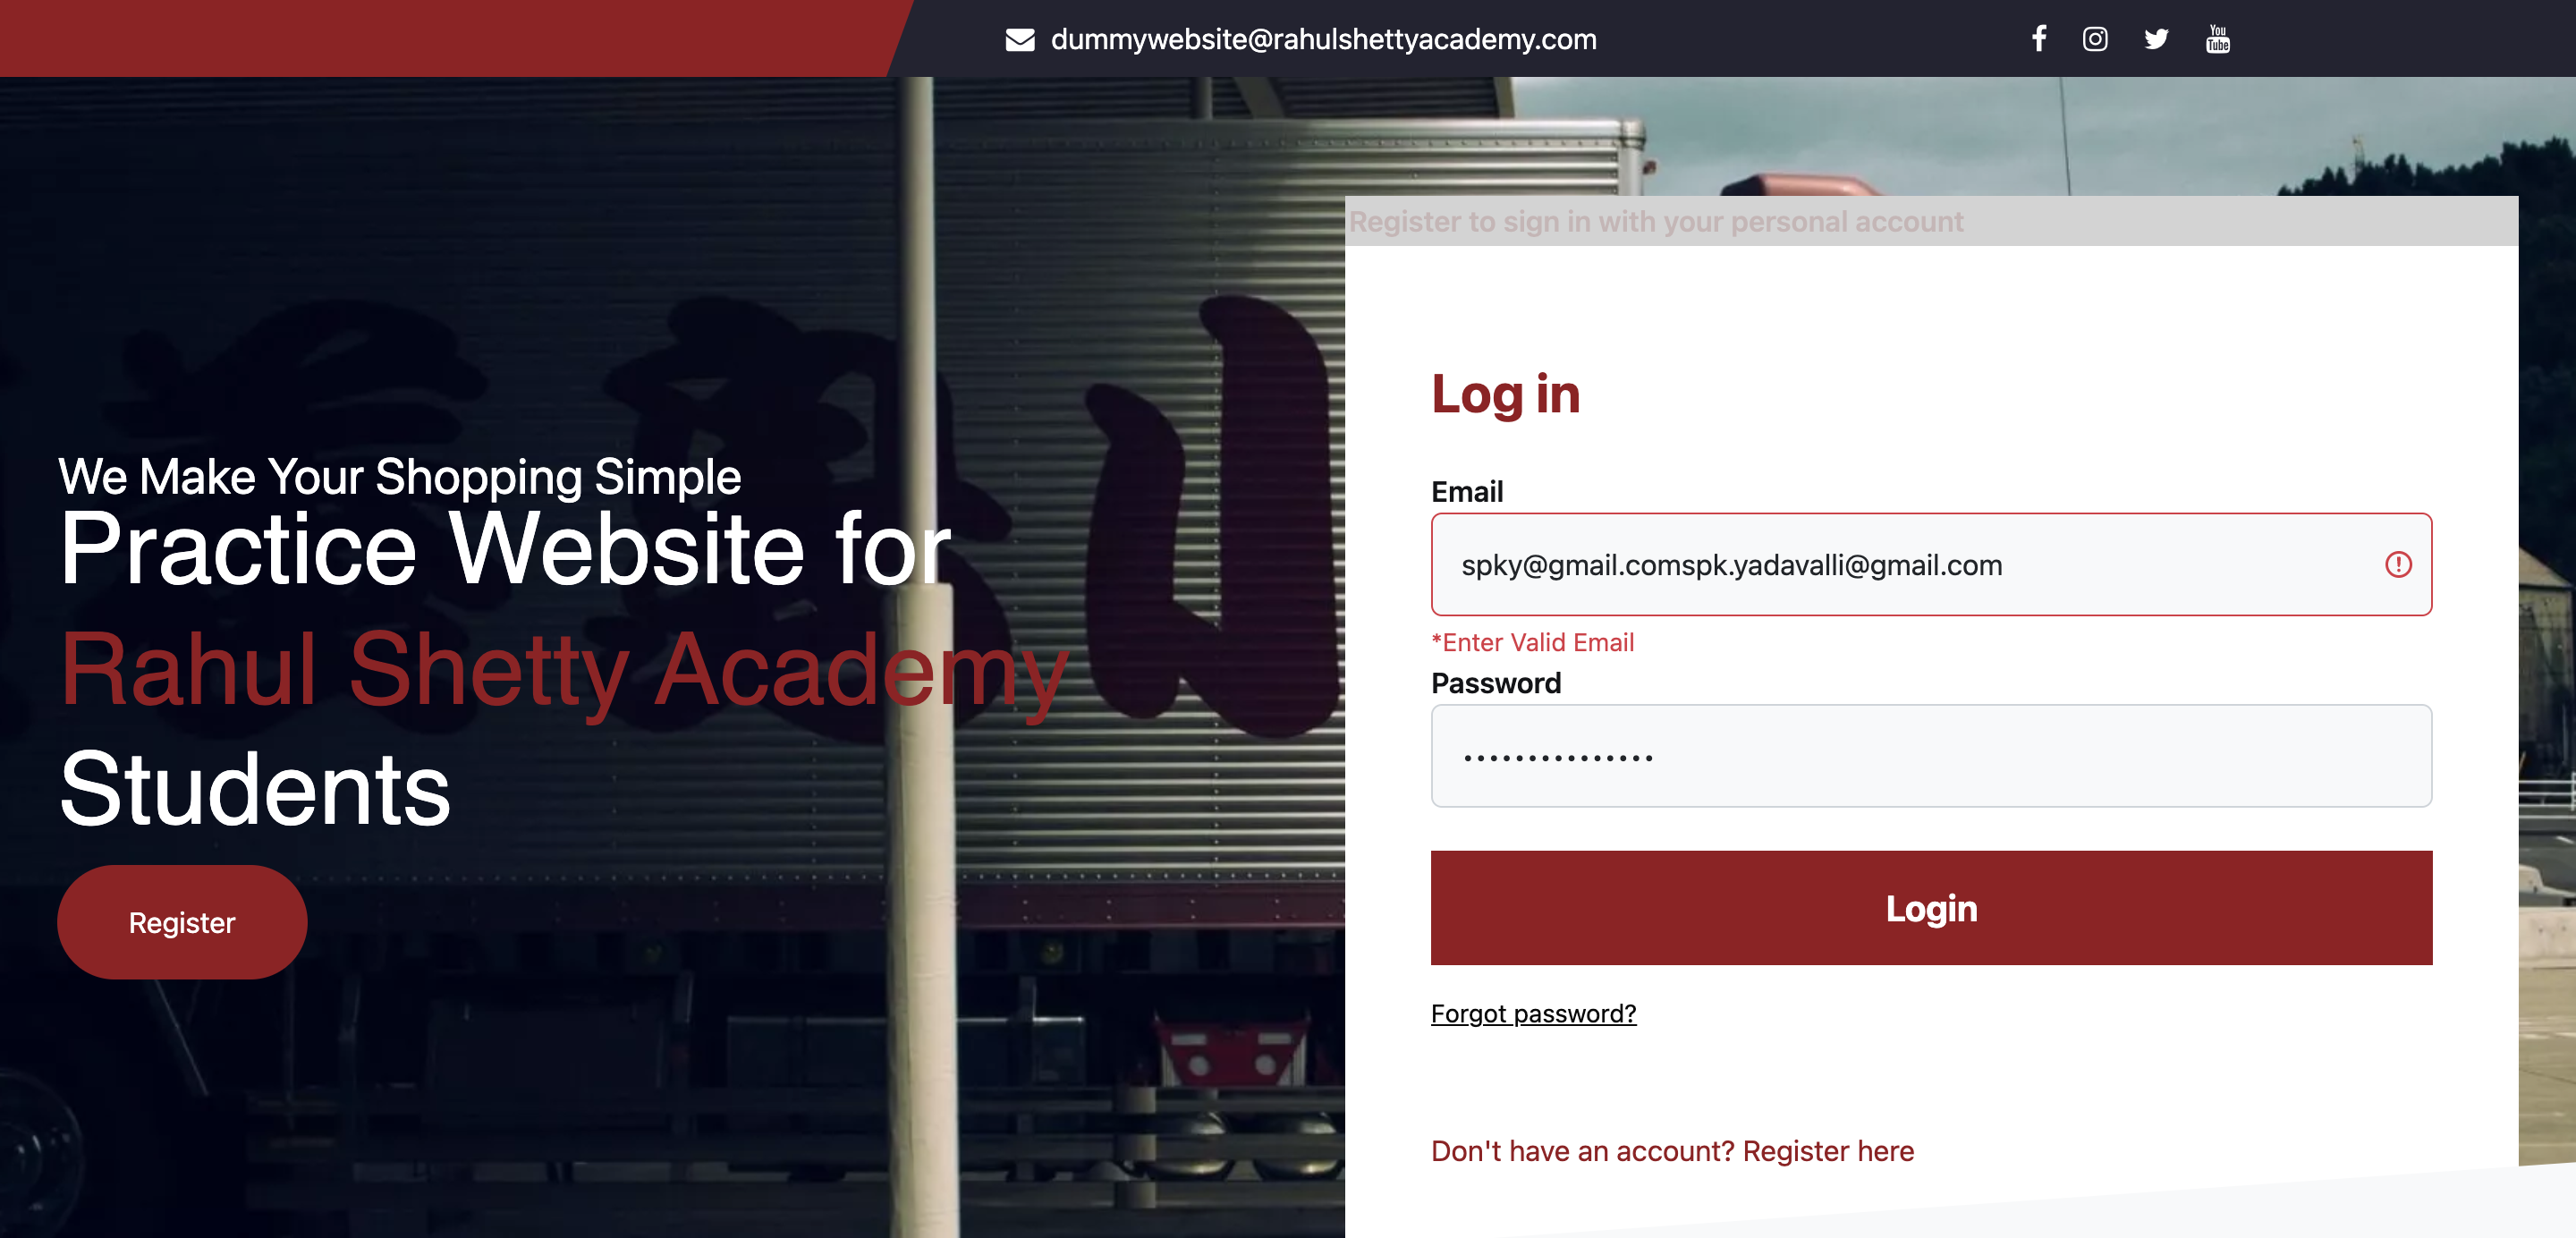 dummywebsite@rahulshettyacademy.com
You
Tube
Register to sign in with your personal account
We Make Your Shopping Simple
Practice Website for
Rahul Shetty Academy
Students
Register
Log in
Email
spky@gmail.comspk.yadavalli@gmail.com
*Enter Valid Email
Password
•••••••••••••••
Login
Forgot password?
Don't have an account? Register here